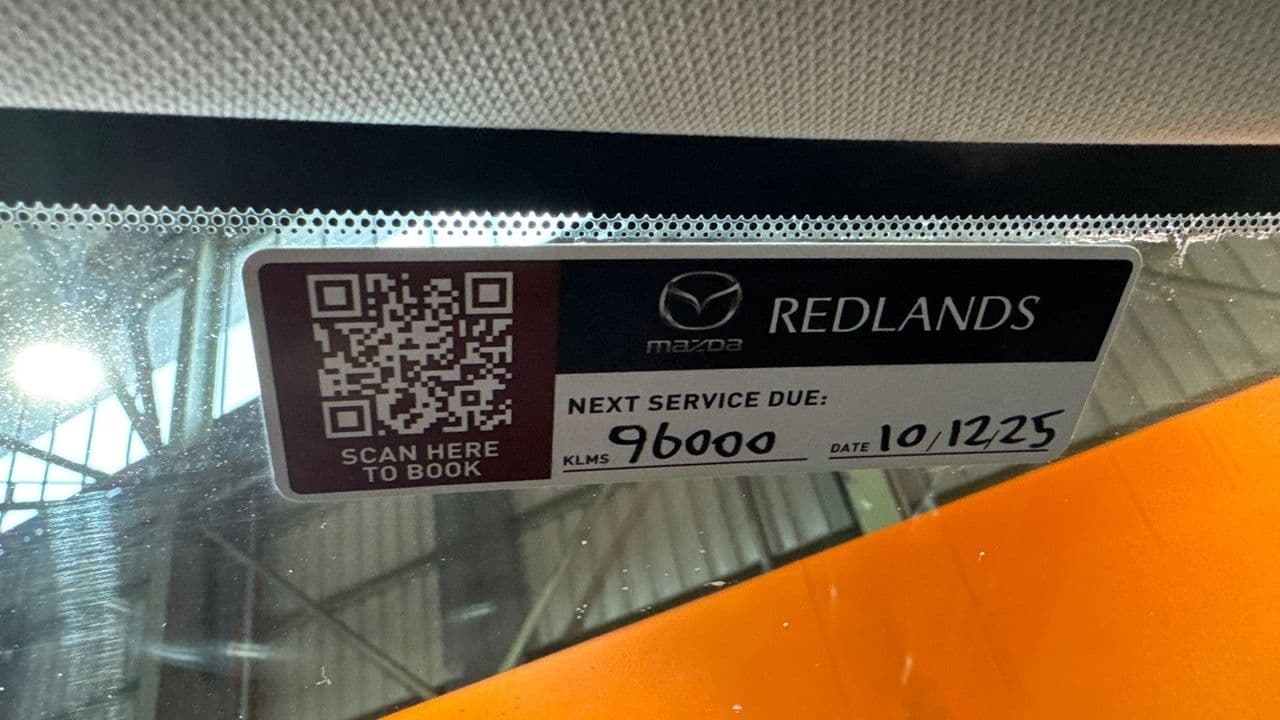 mazda
REDLANDS
NEXT SERVICE DUE:
KLMS 96000 DATE 10/12/25
SCAN HERE
TO BOOK